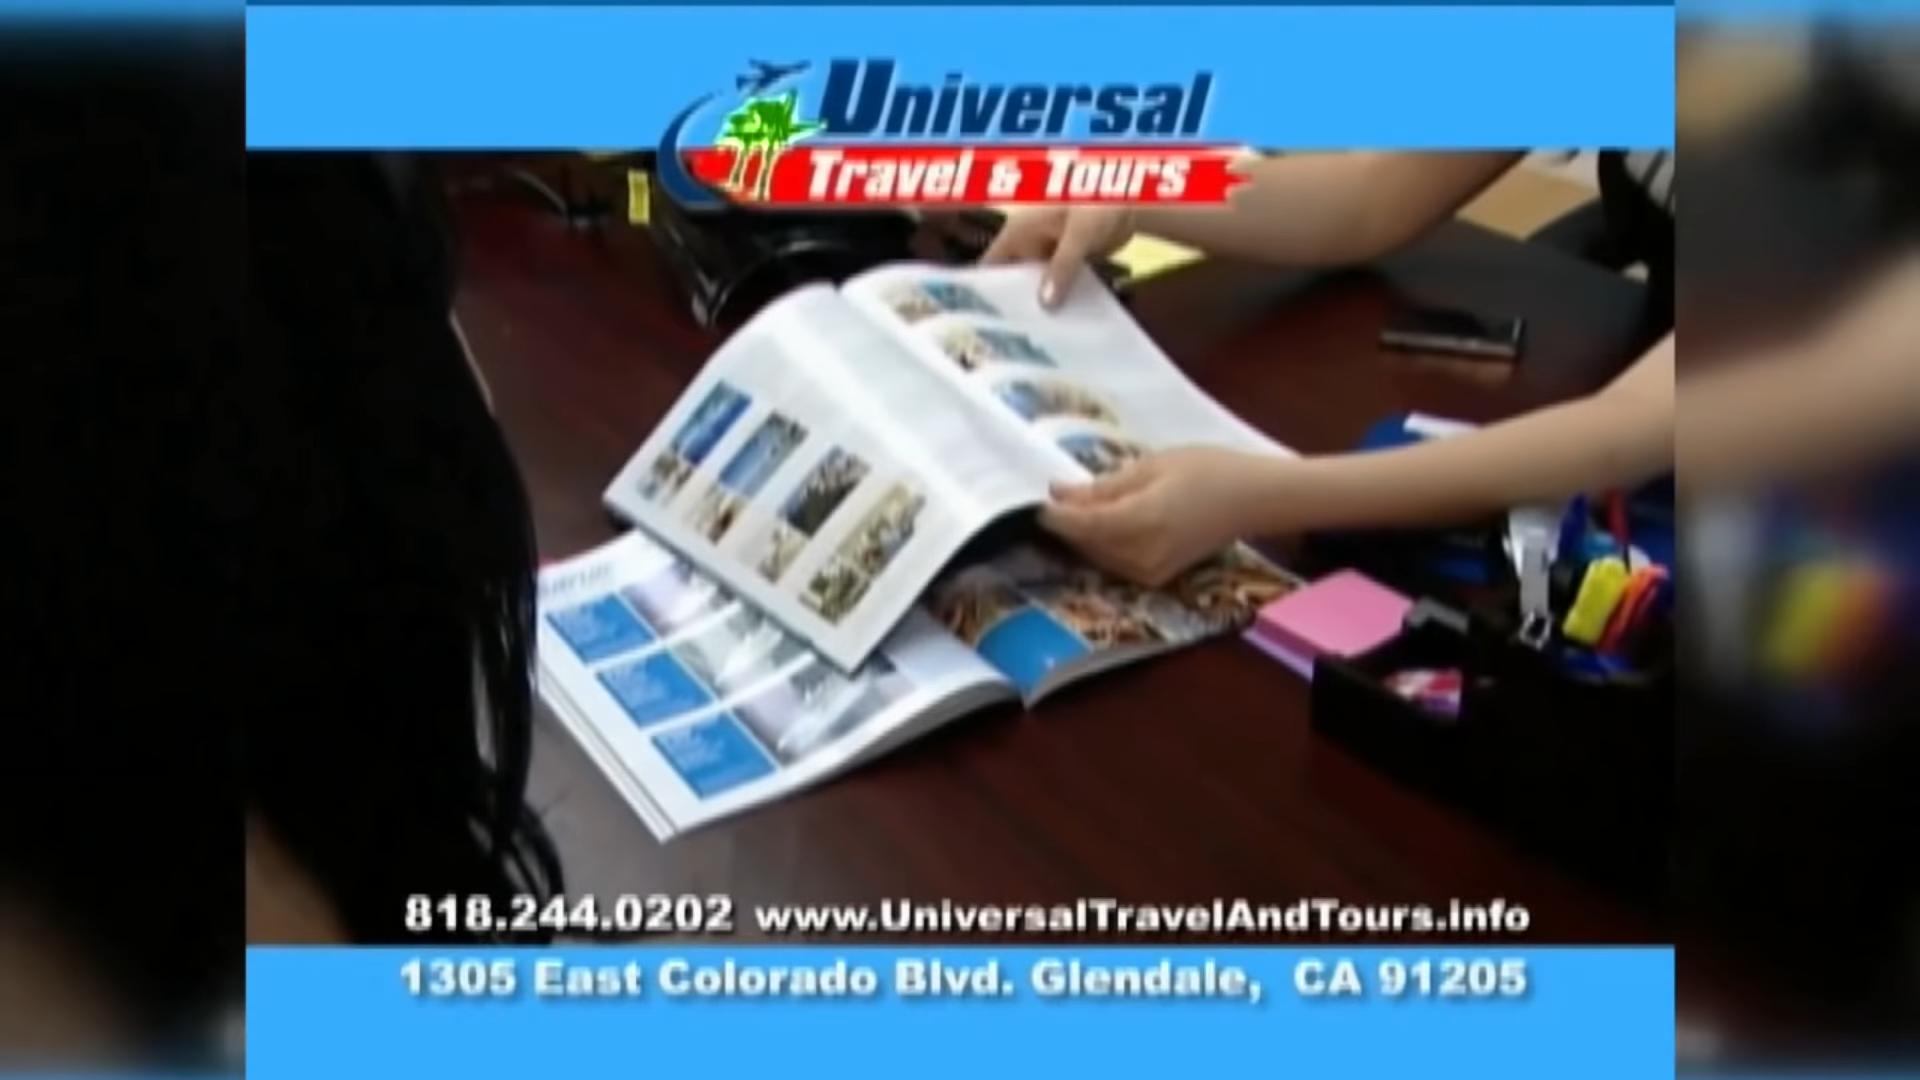 Universal
Travel & Tours
818.244.0202 www.UniversalTravelAndTours.info
1305 East Colorado Blvd. Glendale, CA 91205